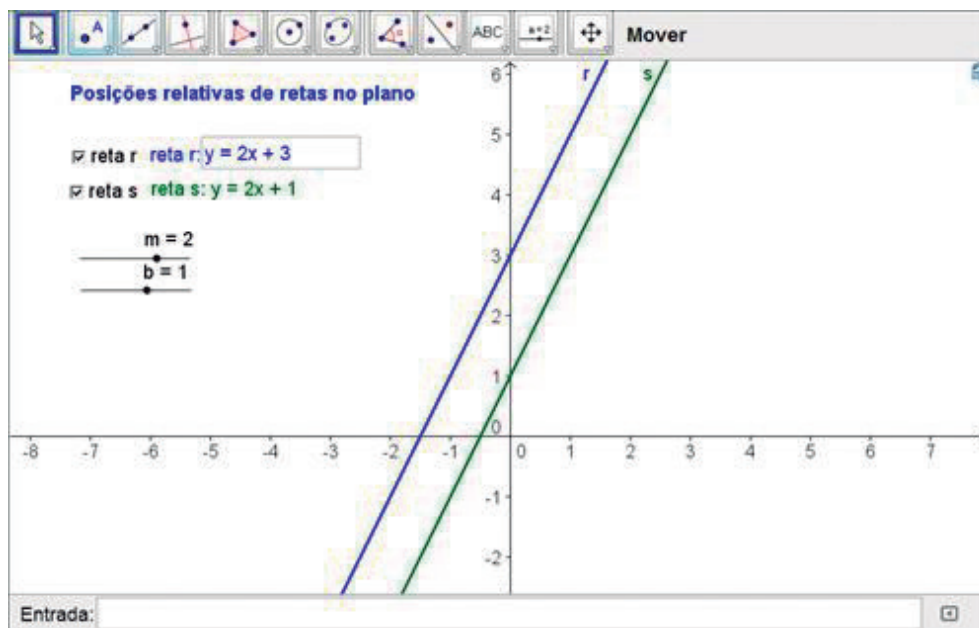 A
α
ABC
a=2
Mover
Posições relativas de retas no plano
reta r reta r: y = 2x + 3
reta s reta s: y = 2x + 1
m = 2
b = 1
r
s
6
5
4
3
2
1
0
-8 -7 -6 -5 -4 -3 -2 -1 0 1 2 3 4 5 6 7
-1
-2
Entrada: